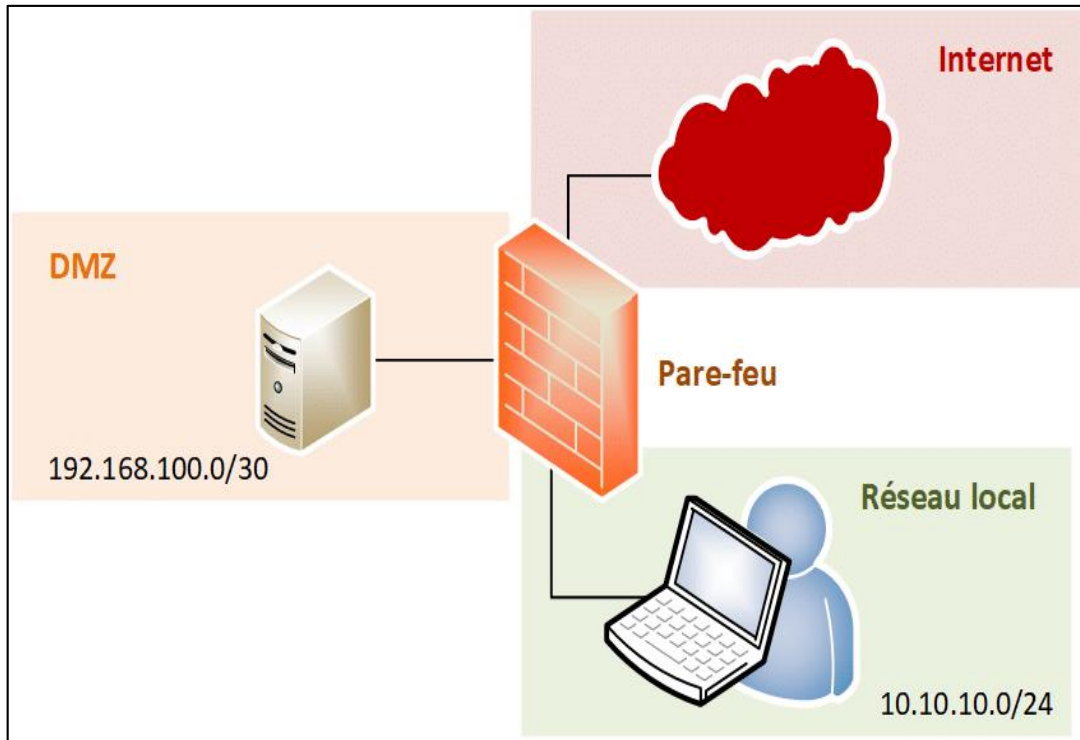 Internet
DMZ
Pare-feu
192.168.100.0/30
Réseau local
10.10.10.0/24